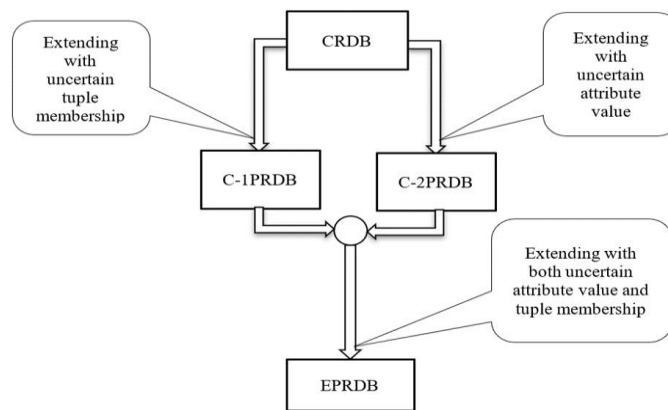 Extending
with
uncertain
tuple
membership
CRDB
Extending
with
uncertain
attribute
value
C-1PRDB
C-2PRDB
Extending with
both uncertain
attribute value and
tuple membership
EPRDB